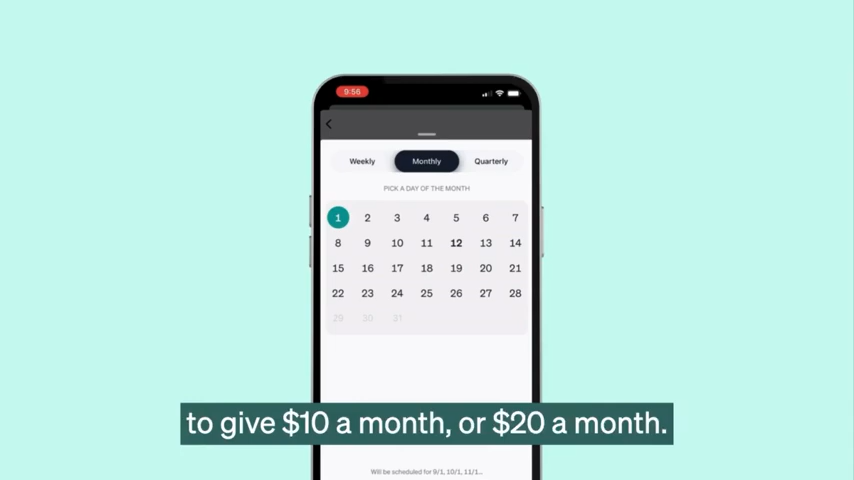 9:56
Weekly Monthly Quarterly
PICK A DAY OF THE MONTH
1 2 3 4 5 6 7
8 9 10 11 12 13 14
15 16 17 18 19 20 21
22 23 24 25 26 27 28
29 30 31
to give $10 a month, or $20 a month.
Will be scheduled for 9/1, 10/1, 11/1...